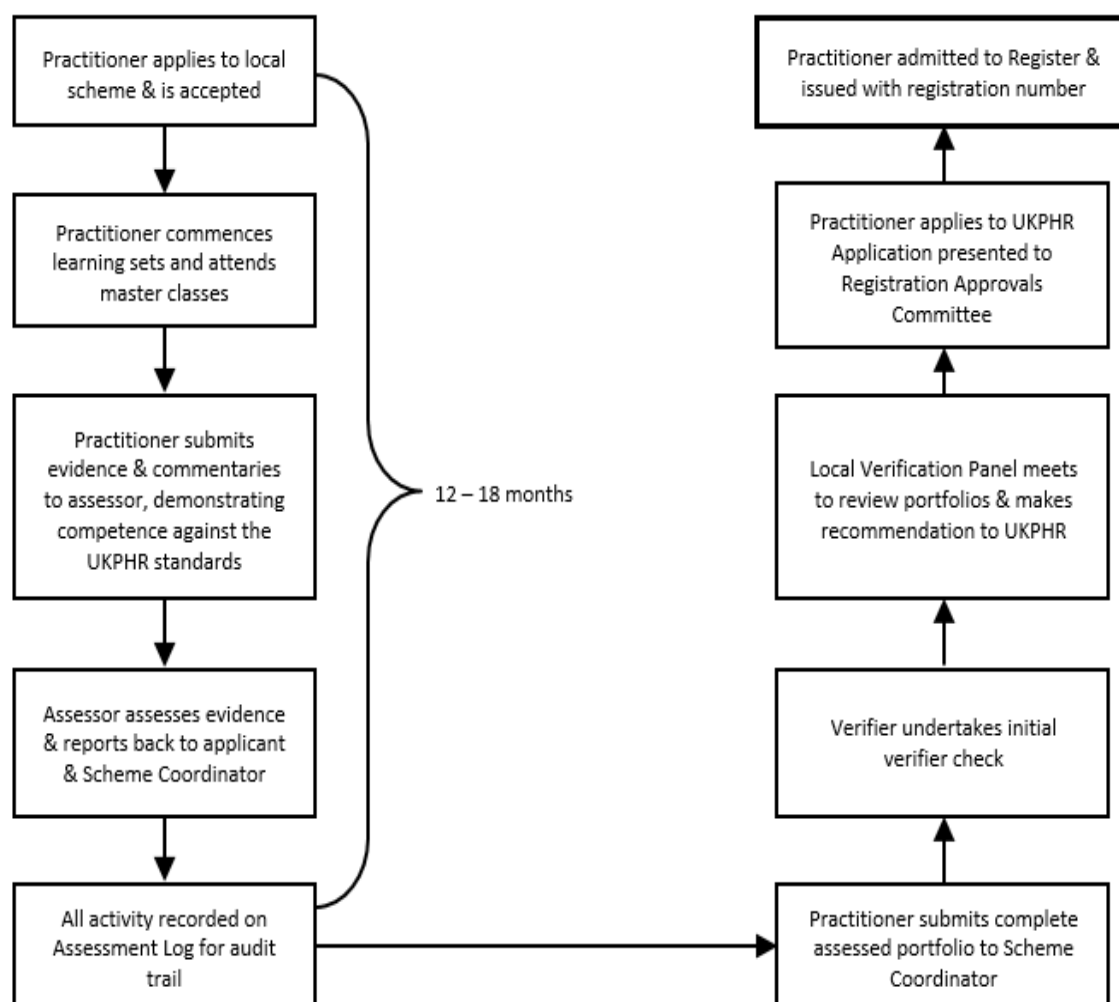 Practitioner applies to local
scheme & is accepted
Practitioner commences
learning sets and attends
master classes
Practitioner submits
evidence & commentaries
to assessor, demonstrating
competence against the
UKPHR standards
Assessor assesses evidence
& reports back to applicant
& Scheme Coordinator
All activity recorded on
Assessment Log for audit
trail
12 – 18 months
Practitioner submits complete
assessed portfolio to Scheme
Coordinator
Verifier undertakes initial
verifier check
Local Verification Panel meets
to review portfolios & makes
recommendation to UKPHR
Practitioner applies to UKPHR
Application presented to
Registration Approvals
Committee
Practitioner admitted to Register &
issued with registration number